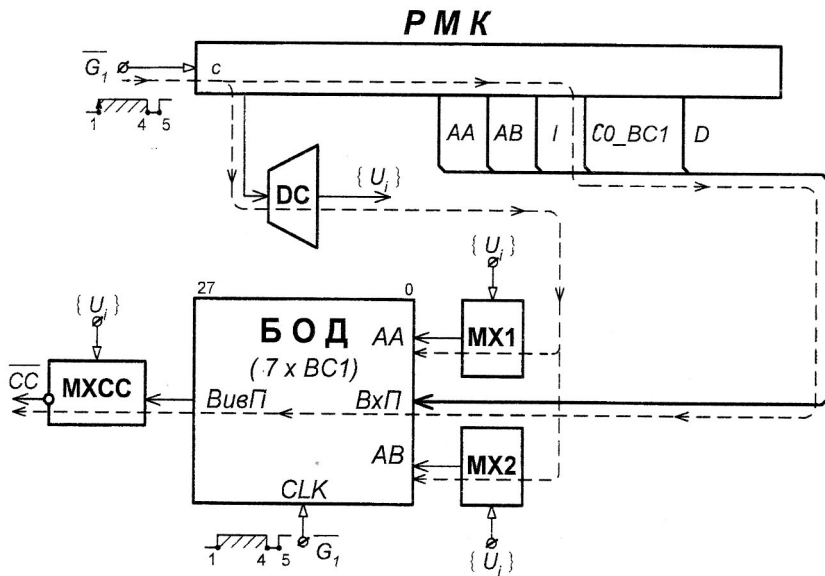 Р М К
G₁
c
1 4 5
AA AB I C0_BC1 D
DC
{ Uᵢ }
{ Uᵢ }
{ Uᵢ }
27 0
Б О Д
(7 x BC1)
AA
MX1
CC
MXCC
ВивП
ВхП
AB
MX2
CLK
1 4 5
G₁
{ Uᵢ }